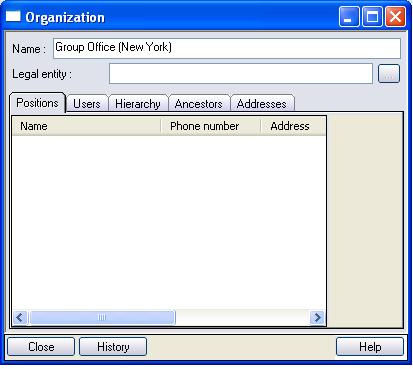 Organization
Name : Group Office (New York)
Legal entity : ...
Positions Users Hierarchy Ancestors Addresses
Name Phone number Address
Close History Help